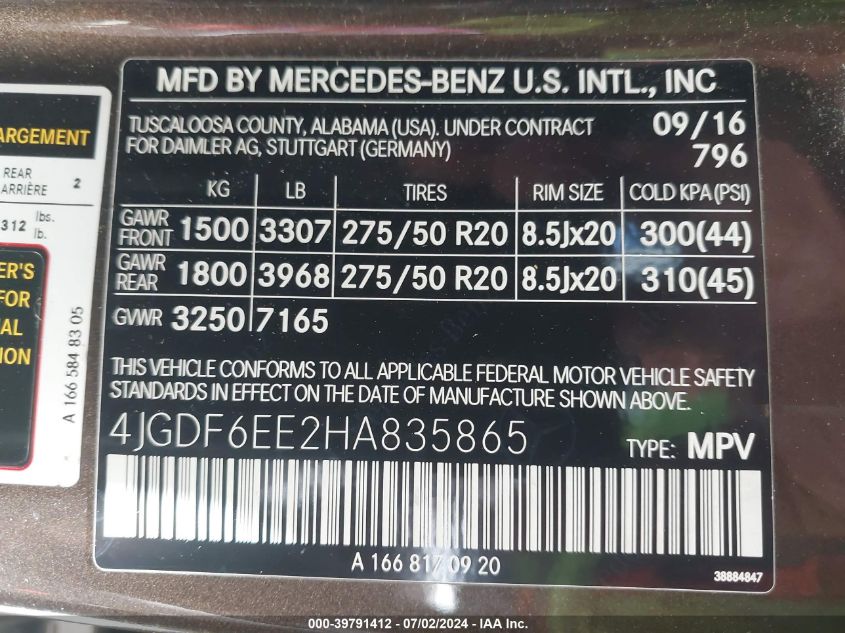 ARGEMENT
REAR
ARRIÈRE 2
312 lbs.
lb.
ER'S
FOR
AL
ION
A 166 584 83 05
MFD BY MERCEDES-BENZ U.S. INTL., INC
TUSCALOOSA COUNTY, ALABAMA (USA). UNDER CONTRACT
FOR DAIMLER AG, STUTTGART (GERMANY)
09/16
796
KG LB TIRES RIM SIZE COLD KPA (PSI)
GAWR FRONT 1500 3307 275/50 R20 8.5Jx20 300(44)
GAWR REAR 1800 3968 275/50 R20 8.5Jx20 310(45)
GVWR 3250 7165
THIS VEHICLE CONFORMS TO ALL APPLICABLE FEDERAL MOTOR VEHICLE SAFETY
STANDARDS IN EFFECT ON THE DATE OF MANUFACTURE SHOWN ABOVE.
4JGDF6EE2HA835865 TYPE: MPV
A 166 817 09 20
38884847
000-39791412 - 07/02/2024 - IAA Inc.